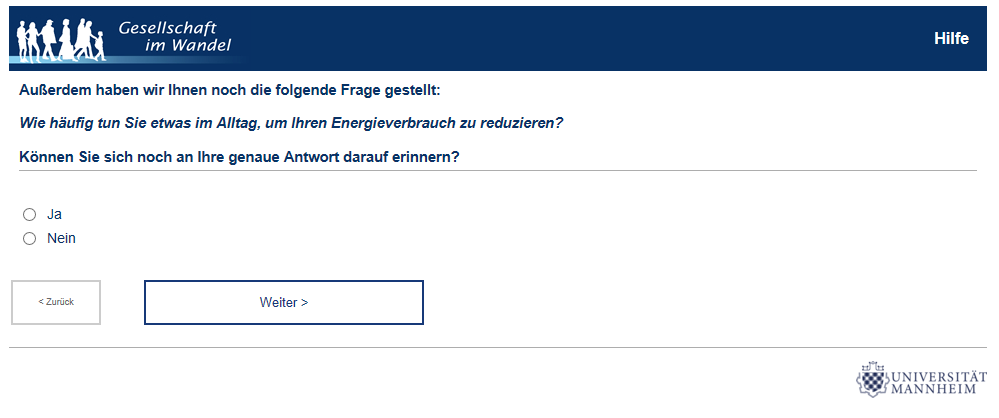 Gesellschaft
im Wandel
Hilfe
Außerdem haben wir Ihnen noch die folgende Frage gestellt:
Wie häufig tun Sie etwas im Alltag, um Ihren Energieverbrauch zu reduzieren?
Können Sie sich noch an Ihre genaue Antwort darauf erinnern?
Ja
Nein
< Zurück
Weiter >
UNIVERSITÄT
MANNHEIM